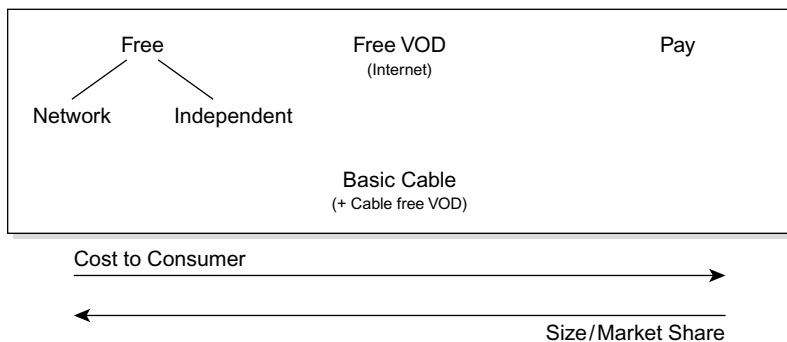 Free
Free VOD
Pay
(Internet)
Network
Independent
Basic Cable
(+ Cable free VOD)
Cost to Consumer
Size/Market Share